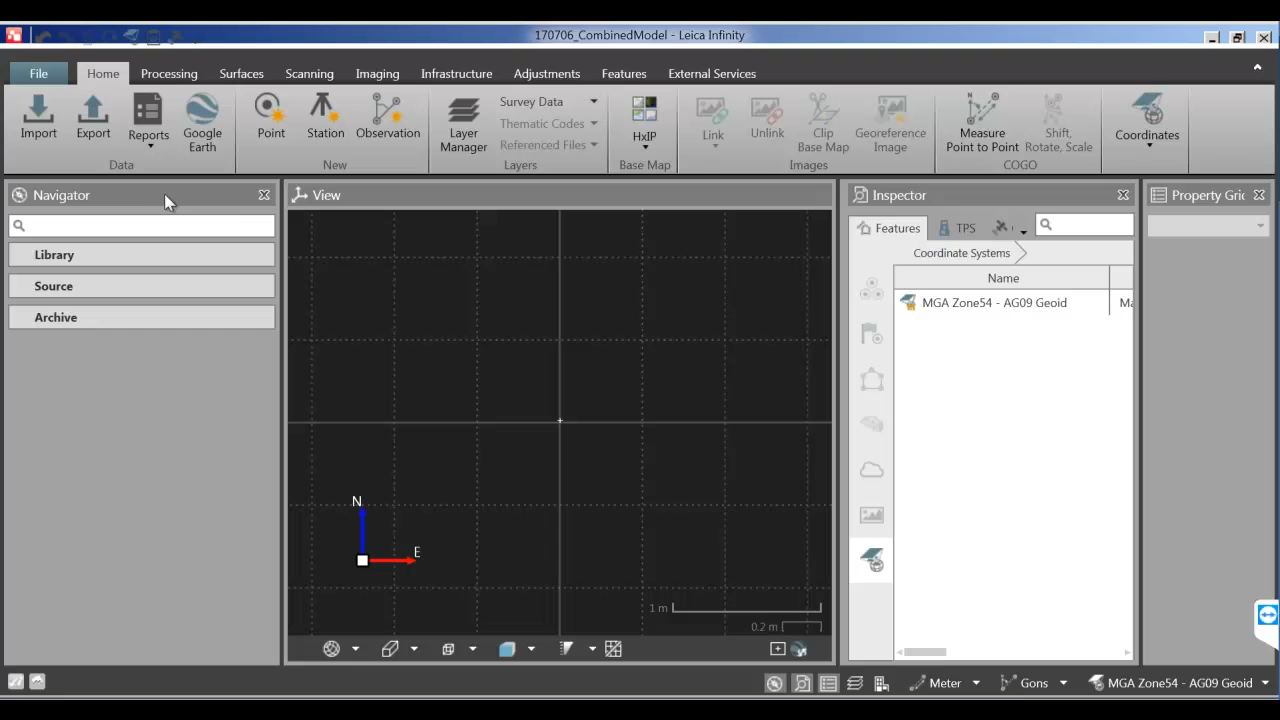 170706_CombinedModel - Leica Infinity
File Home Processing Surfaces Scanning Imaging Infrastructure Adjustments Features External Services
Import Export Reports Google Earth
Data
Point Station Observation
New
Layer Manager
Survey Data
Thematic Codes
Referenced Files
Layers
HxIP
Base Map
Link Unlink Clip Base Map Georeference Image
Images
Measure Point to Point Shift, Rotate, Scale
COGO
Coordinates
Navigator
Library
Source
Archive
View
N
E
1 m
0.2 m
Inspector
Features TPS
Coordinate Systems
Name
MGA Zone54 - AG09 Geoid Ma
Property Gric
Meter Gons MGA Zone54 - AG09 Geoid